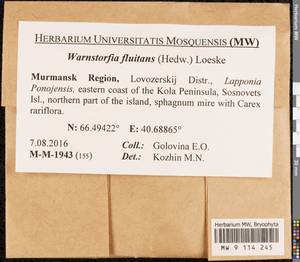 HERBARIUM UNIVERSITATIS MOSQUENSIS (MW)
Warnstorfia fluitans (Hedw.) Loeske
Murmansk Region, Lovozerskij Distr., Lapponia
Ponojensis, eastern coast of the Kola Peninsula, Sosnovets
Isl., northern part of the island, sphagnum mire with Carex
rariflora.
N: 66.49422° E: 40.68865°
7.08.2016 Coll.: Golovina E.O.
M-M-1943 (155) Det.: Kozhin M.N.
Herbarium MW, Bryophyta
MW 9 114 245